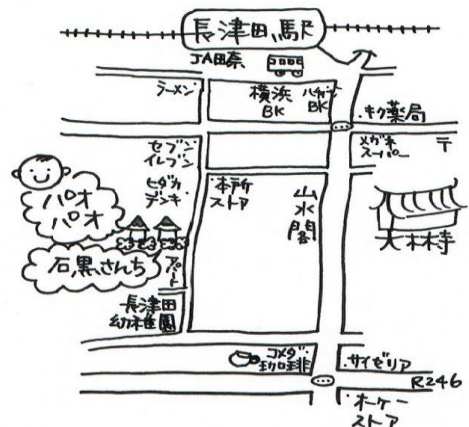 長津田駅
JA田奈
ラーメン
横浜
BK
ハマギン
BK
キク薬局
セブン
イレブン
メガネ
スーパー
〒
ヒダカ
デンキ
本所
ストア
山水閣
大林寺
パオ
パオ
石黒さんち
アパート
長津田
幼稚園
コメダ
珈琲
サイゼリア
R246
オーケー
ストア